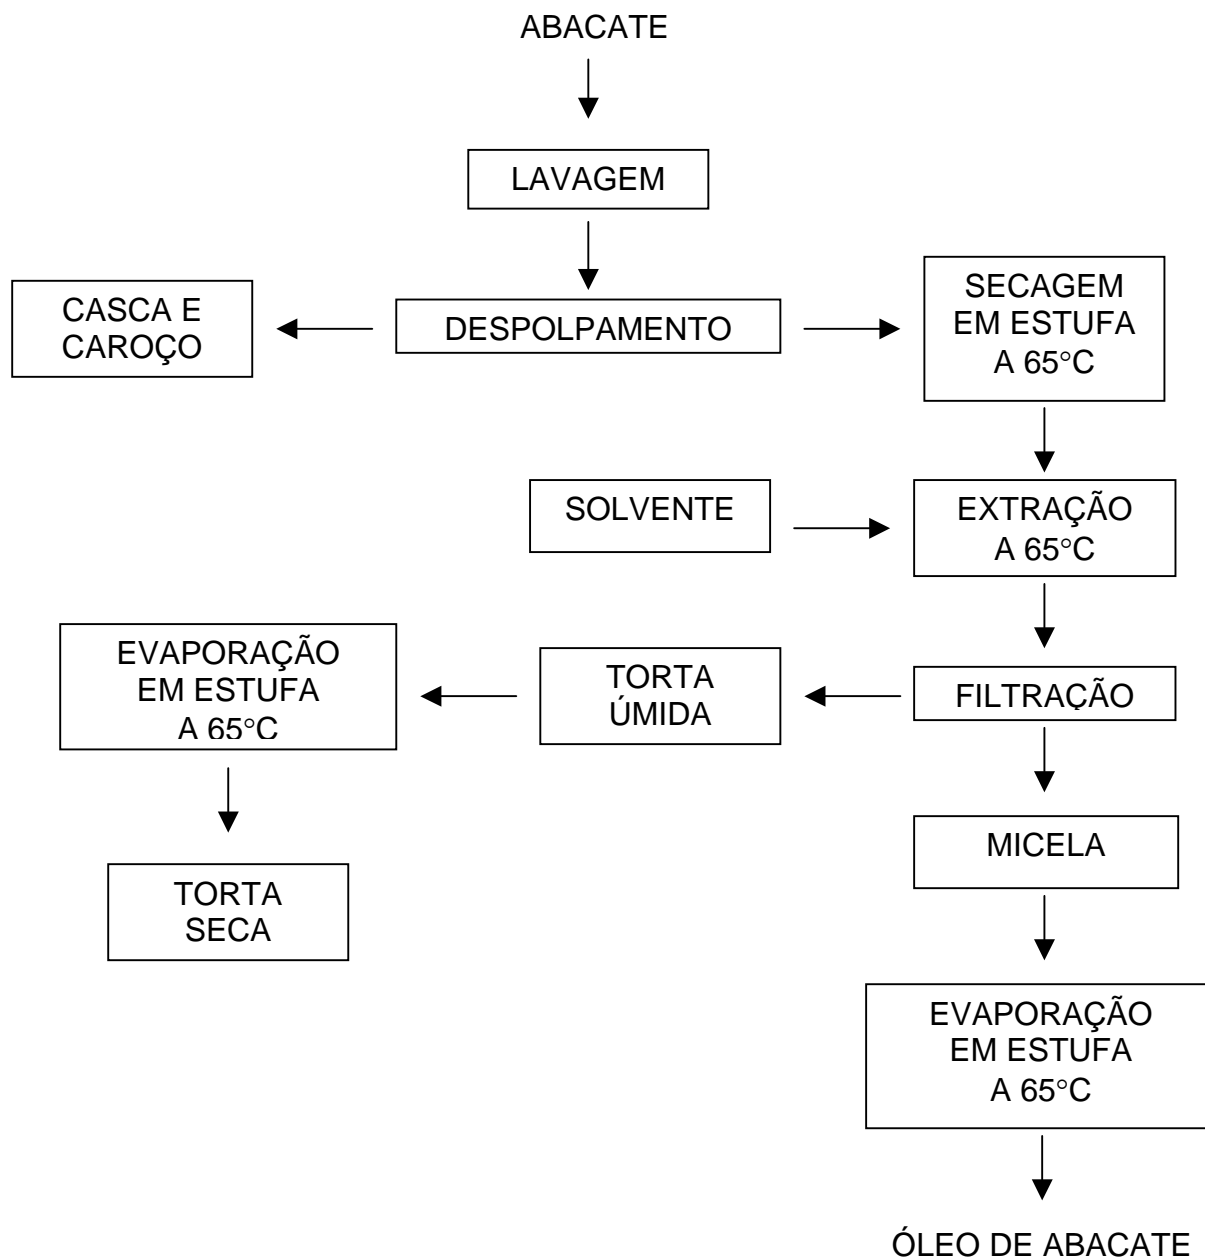 ABACATE
LAVAGEM
CASCA E
CAROÇO
DESPOLPAMENTO
SECAGEM
EM ESTUFA
A 65°C
SOLVENTE
EXTRAÇÃO
A 65°C
EVAPORAÇÃO
EM ESTUFA
A 65°C
TORTA
ÚMIDA
FILTRAÇÃO
MICELA
TORTA
SECA
EVAPORAÇÃO
EM ESTUFA
A 65°C
ÓLEO DE ABACATE